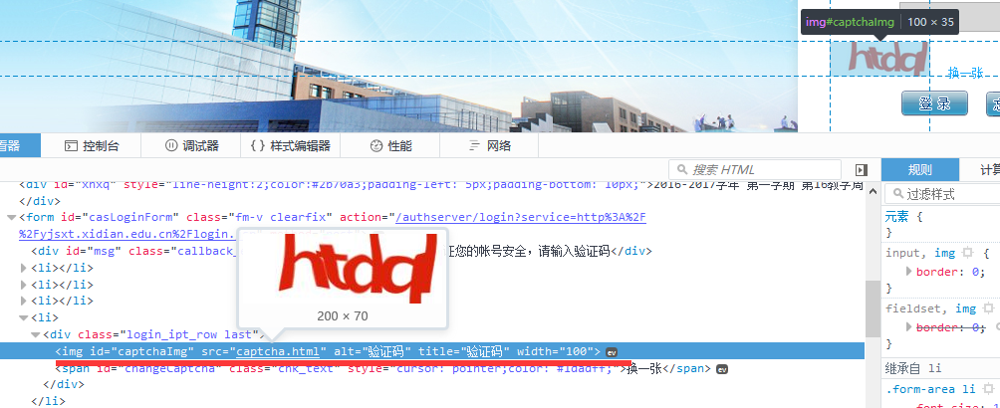 img#captchaImg | 100 × 35
htdql
换一张
登 录
看器
控制台
调试器
{ } 样式编辑器
性能
网络
搜索 HTML
规则
计算
过滤样式
<div id="xnxq" style="line-height:2;color:#2b70a3;padding-left: 5px;padding-bottom: 10px;">2016-2017学年 第一学期 第16教学周
</div>
<form id="casLoginForm" class="fm-v clearfix" action="/authserver/login?service=http%3A%2F
%2Fyjsxt.xidian.edu.cn%2Flogin.
<div id="msg" class="callback_
证您的帐号安全，请输入验证码</div>
<li></li>
<li></li>
<li></li>
<li>
<div class="login_ipt_row last">
<img id="captchaImg" src="captcha.html" alt="验证码" title="验证码" width="100"> ev
<span id="changeCaptcha" class="chk_text" style="cursor: pointer;color: #1dadff;">换一张</span> ev
</div>
</li>
htdql
200 × 70
元素 {
}
input, img {
border: 0;
}
fieldset, img {
border: 0;
}
继承自 li
.form-area li {